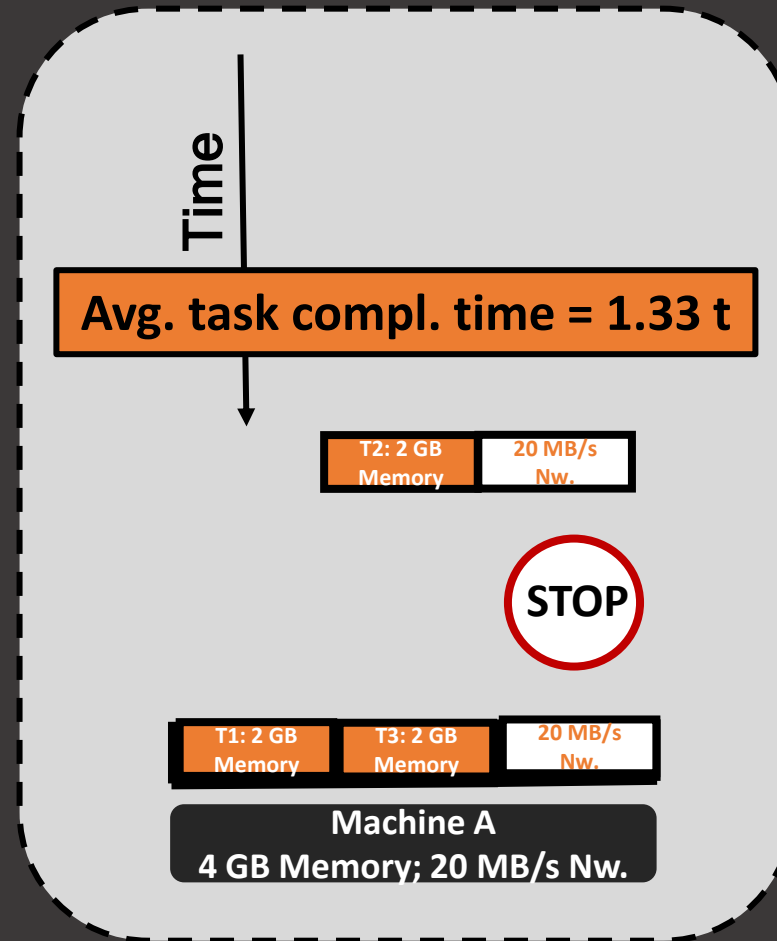 Time
Avg. task compl. time = 1.33 t
T2: 2 GB
Memory
20 MB/s
Nw.
STOP
T1: 2 GB
Memory
T3: 2 GB
Memory
20 MB/s
Nw.
Machine A
4 GB Memory; 20 MB/s Nw.